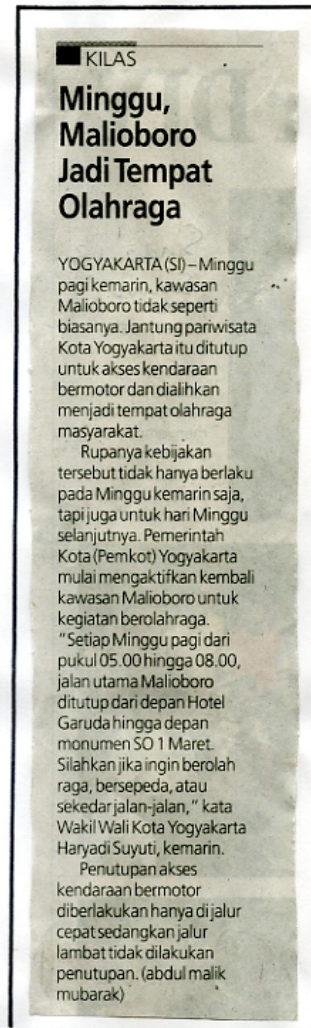 KILAS
Minggu,
Malioboro
Jadi Tempat
Olahraga
YOGYAKARTA (SI) – Minggu
pagi kemarin, kawasan
Malioboro tidak seperti
biasanya. Jantung pariwisata
Kota Yogyakarta itu ditutup
untuk akses kendaraan
bermotor dan dialihkan
menjadi tempat olahraga
masyarakat.
Rupanya kebijakan
tersebut tidak hanya berlaku
pada Minggu kemarin saja,
tapi juga untuk hari Minggu
selanjutnya. Pemerintah
Kota (Pemkot) Yogyakarta
mulai mengaktifkan kembali
kawasan Malioboro untuk
kegiatan berolahraga.
“Setiap Minggu pagi dari
pukul 05.00 hingga 08.00,
jalan utama Malioboro
ditutup dari depan Hotel
Garuda hingga depan
monumen SO 1 Maret.
Silahkan jika ingin berolah
raga, bersepeda, atau
sekedar jalan-jalan,” kata
Wakil Wali Kota Yogyakarta
Haryadi Suyuti, kemarin.
Penutupan akses
kendaraan bermotor
diberlakukan hanya di jalur
cepat sedangkan jalur
lambat tidak dilakukan
penutupan. (abdul malik
mubarak)